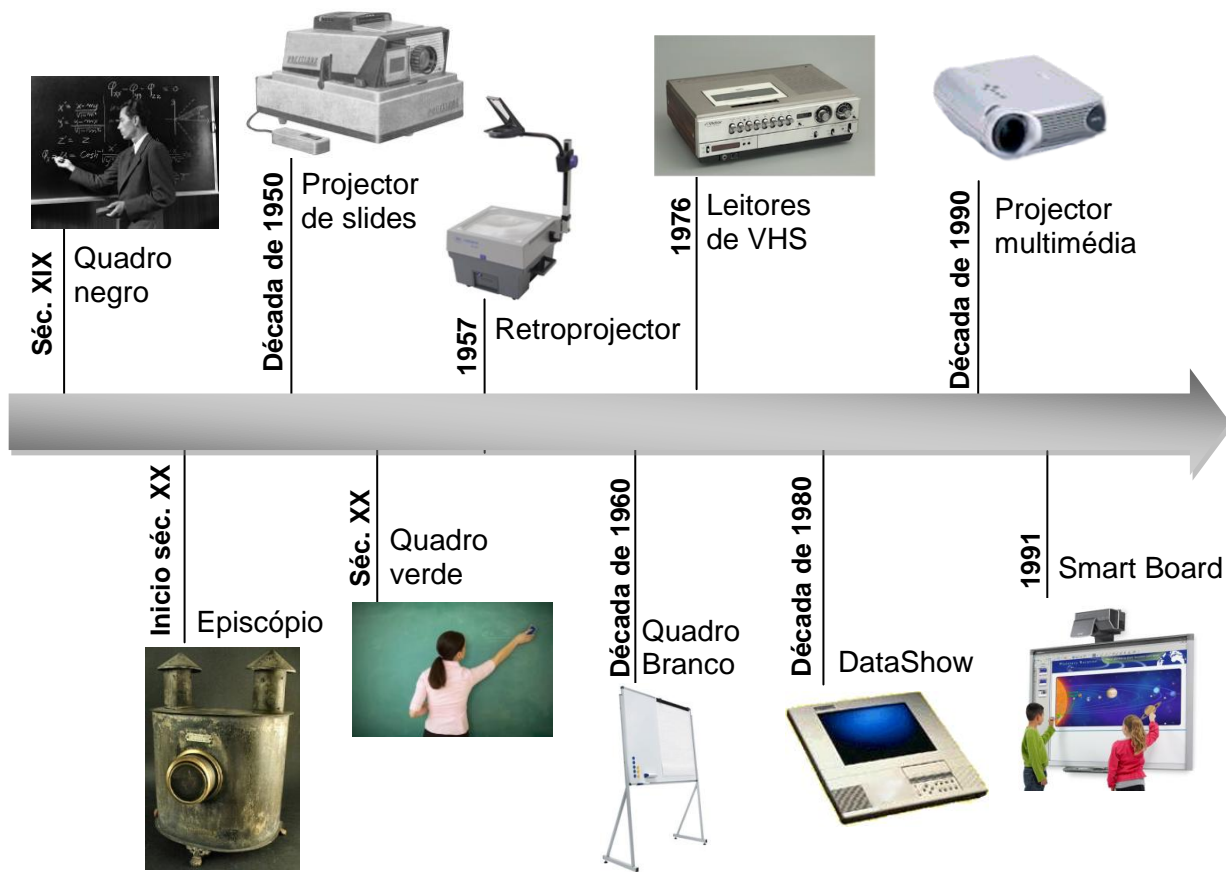 Séc. XIX
Quadro
negro
Inicio séc. XX
Episcópio
Década de 1950
Projector
de slides
PRESTIGE
Séc. XX
Quadro
verde
1957
Retroprojector
Década de 1960
Quadro
Branco
1976
Leitores
de VHS
Década de 1980
DataShow
Década de 1990
Projector
multimédia
1991
Smart Board